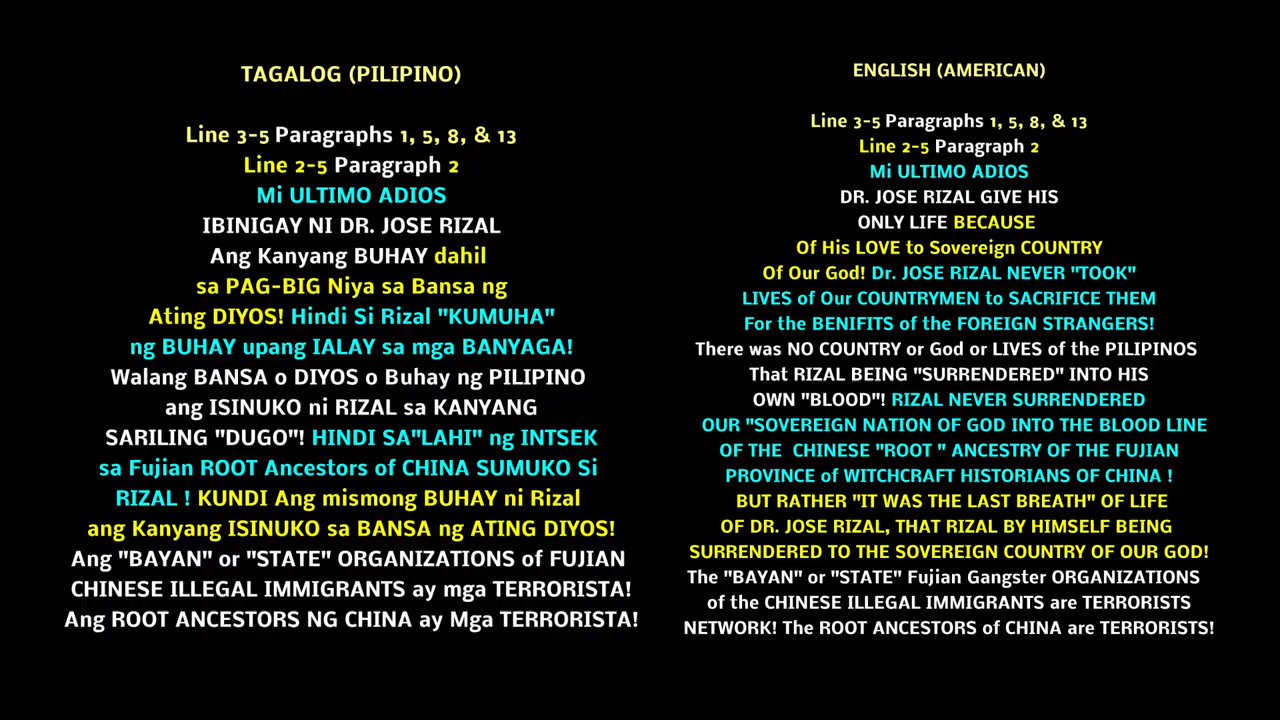 TAGALOG (PILIPINO)
Line 3-5 Paragraphs 1, 5, 8, & 13
Line 2-5 Paragraph 2
Mi ULTIMO ADIOS
IBINIGAY NI DR. JOSE RIZAL
Ang Kanyang BUHAY dahil
sa PAG-BIG Niya sa Bansa ng
Ating DIYOS! Hindi Si Rizal "KUMUHA"
ng BUHAY upang IALAY sa mga BANYAGA!
Walang BANSA o DIYOS o Buhay ng PILIPINO
ang ISINUKO ni RIZAL sa KANYANG
SARILING "DUGO"! HINDI SA"LAHI" ng INTSEK
sa Fujian ROOT Ancestors of CHINA SUMUKO Si
RIZAL ! KUNDI Ang mismong BUHAY ni Rizal
ang Kanyang ISINUKO sa BANSA ng ATING DIYOS!
Ang "BAYAN" or "STATE" ORGANIZATIONS of FUJIAN
CHINESE ILLEGAL IMMIGRANTS ay mga TERRORISTA!
Ang ROOT ANCESTORS NG CHINA ay Mga TERRORISTA!
ENGLISH (AMERICAN)
Line 3-5 Paragraphs 1, 5, 8, & 13
Line 2-5 Paragraph 2
Mi ULTIMO ADIOS
DR. JOSE RIZAL GIVE HIS
ONLY LIFE BECAUSE
Of His LOVE to Sovereign COUNTRY
Of Our God! Dr. JOSE RIZAL NEVER "TOOK"
LIVES of Our COUNTRYMEN to SACRIFICE THEM
For the BENIFITS of the FOREIGN STRANGERS!
There was NO COUNTRY or God or LIVES of the PILIPINOS
That RIZAL BEING "SURRENDERED" INTO HIS
OWN "BLOOD"! RIZAL NEVER SURRENDERED
OUR "SOVEREIGN NATION OF GOD INTO THE BLOOD LINE
OF THE CHINESE "ROOT " ANCESTRY OF THE FUJIAN
PROVINCE of WITCHCRAFT HISTORIANS OF CHINA !
BUT RATHER "IT WAS THE LAST BREATH" OF LIFE
OF DR. JOSE RIZAL, THAT RIZAL BY HIMSELF BEING
SURRENDERED TO THE SOVEREIGN COUNTRY OF OUR GOD!
The "BAYAN" or "STATE" Fujian Gangster ORGANIZATIONS
of the CHINESE ILLEGAL IMMIGRANTS are TERRORISTS
NETWORK! The ROOT ANCESTORS of CHINA are TERRORISTS!